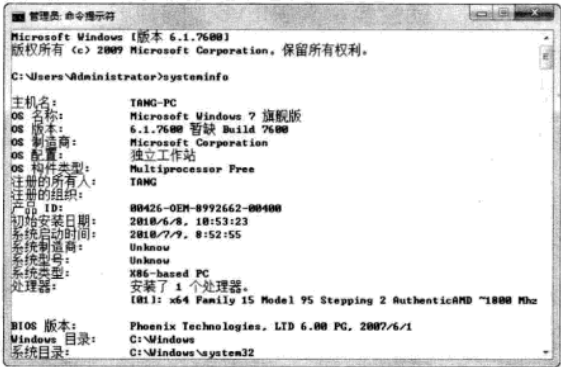 管理员: 命令提示符
Microsoft Windows [版本 6.1.7600]
版权所有 (c) 2009 Microsoft Corporation。保留所有权利。
C:\Users\Administrator>systeminfo
主机名: TANG-PC
OS 名称: Microsoft Windows 7 旗舰版
OS 版本: 6.1.7600 暂缺 Build 7600
OS 制造商: Microsoft Corporation
OS 配置: 独立工作站
OS 构件类型: Multiprocessor Free
注册的所有人: TANG
注册的组织:
产品 ID: 00426-OEM-8992662-00400
初始安装日期: 2010/6/8, 10:53:23
系统启动时间: 2010/7/9, 8:52:55
系统制造商: Unknow
系统型号: Unknow
系统类型: X86-based PC
处理器: 安装了 1 个处理器。
[01]: x64 Family 15 Model 95 Stepping 2 AuthenticAMD ~1800 Mhz
BIOS 版本: Phoenix Technologies, LTD 6.00 PG, 2007/6/1
Windows 目录: C:\Windows
系统目录: C:\Windows\system32